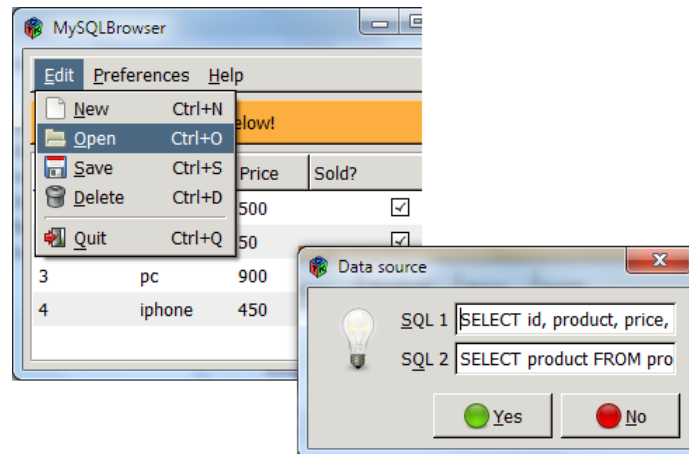 MySQLBrowser
Edit Preferences Help
New Ctrl+N
Open Ctrl+O
Save Ctrl+S
Delete Ctrl+D
Quit Ctrl+Q
elow!
Price Sold?
500
50
3 pc 900
4 iphone 450
Data source
SQL 1 SELECT id, product, price,
SQL 2 SELECT product FROM pro
Yes No